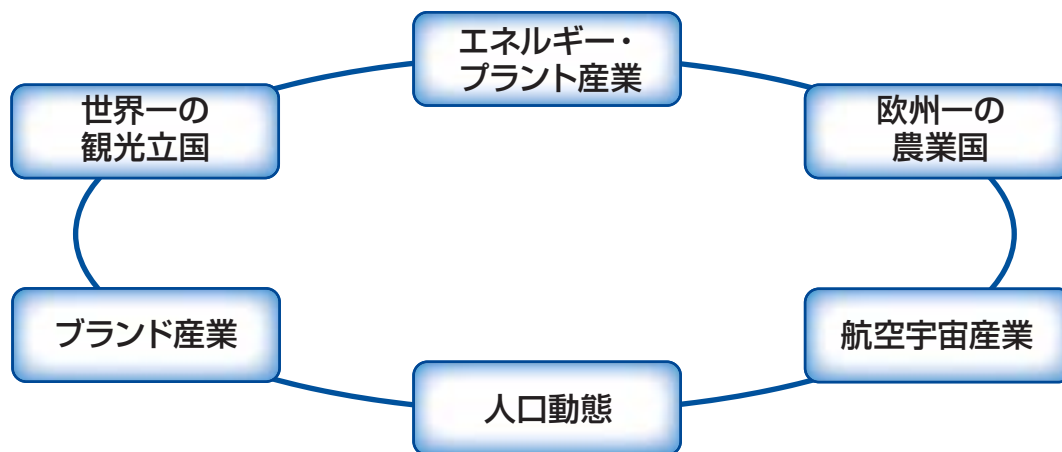 エネルギー・
プラント産業
世界一の
観光立国
欧州一の
農業国
ブランド産業
航空宇宙産業
人口動態